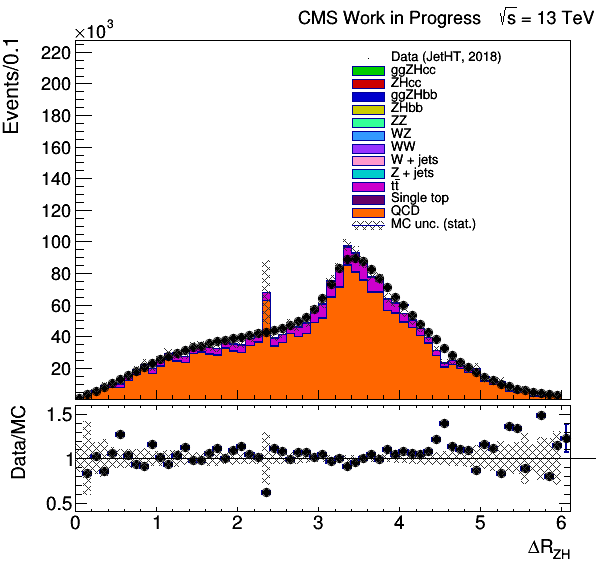 CMS Work in Progress √s = 13 TeV
×10³
Events/0.1
220
200
180
160
140
120
100
80
60
40
20
Data (JetHT, 2018)
ggZHcc
ZHcc
ggZHbb
ZHbb
ZZ
WZ
WW
W + jets
Z + jets
tt̄
Single top
QCD
MC unc. (stat.)
Data/MC
1.5
1
0.5
0 1 2 3 4 5 6
ΔR_ZH